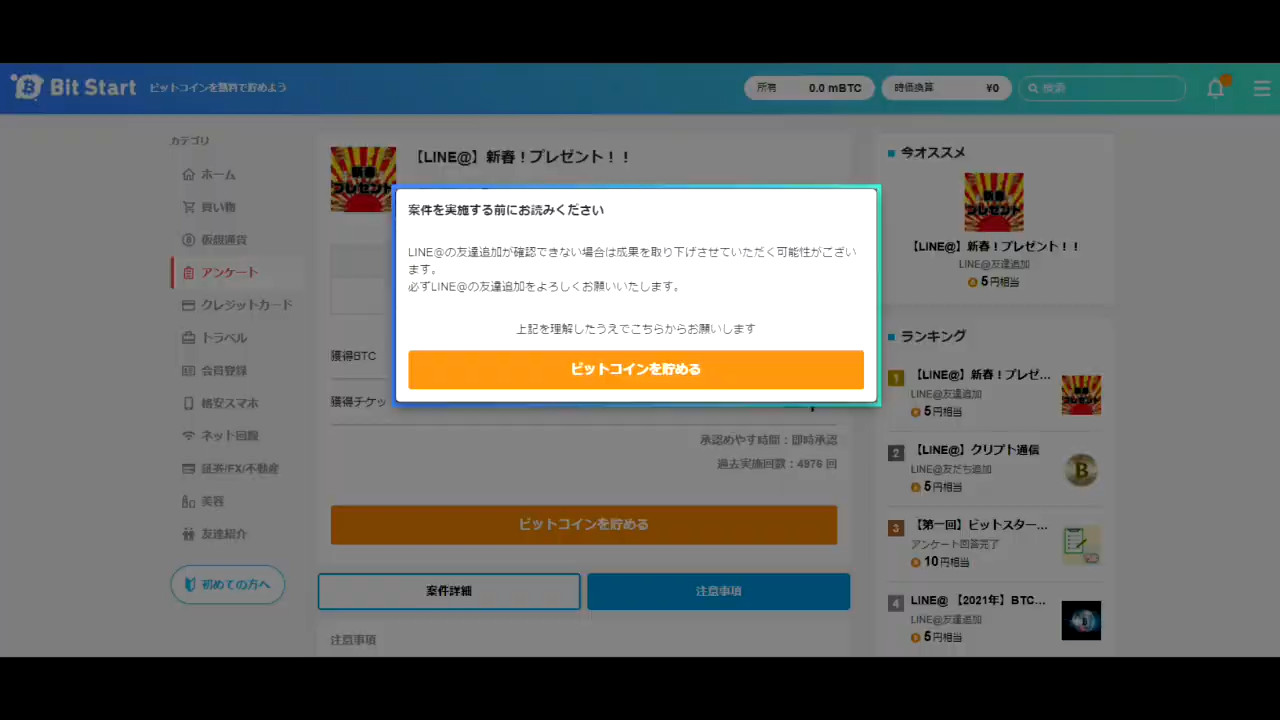 Bit Start
ビットコインを無料で貯めよう
所有 0.0 mBTC
時価換算 ¥0
検索
カテゴリ
ホーム
買い物
仮想通貨
アンケート
クレジットカード
トラベル
会員登録
格安スマホ
ネット回線
証券/FX/不動産
美容
友達紹介
初めての方へ
新春
プレゼント
【LINE@】新春！プレゼント！！
案件を実施する前にお読みください
LINE@の友達追加が確認できない場合は成果を取り下げさせていただく可能性がござい
ます。
必ずLINE@の友達追加をよろしくお願いいたします。
上記を理解したうえでこちらからお願いします
ビットコインを貯める
獲得BTC
獲得チケッ
承認めやす時間：即時承認
過去実施回数：4976 回
ビットコインを貯める
案件詳細
注意事項
注意事項
今オススメ
新春
プレゼント
【LINE@】新春！プレゼント！！
LINE@友達追加
5円相当
ランキング
1
【LINE@】新春！プレゼ...
LINE@友達追加
5円相当
2
【LINE@】クリプト通信
LINE@友だち追加
5円相当
3
【第一回】ビットスター...
アンケート回答完了
10円相当
4
LINE@ 【2021年】BTC...
LINE@友達追加
5円相当